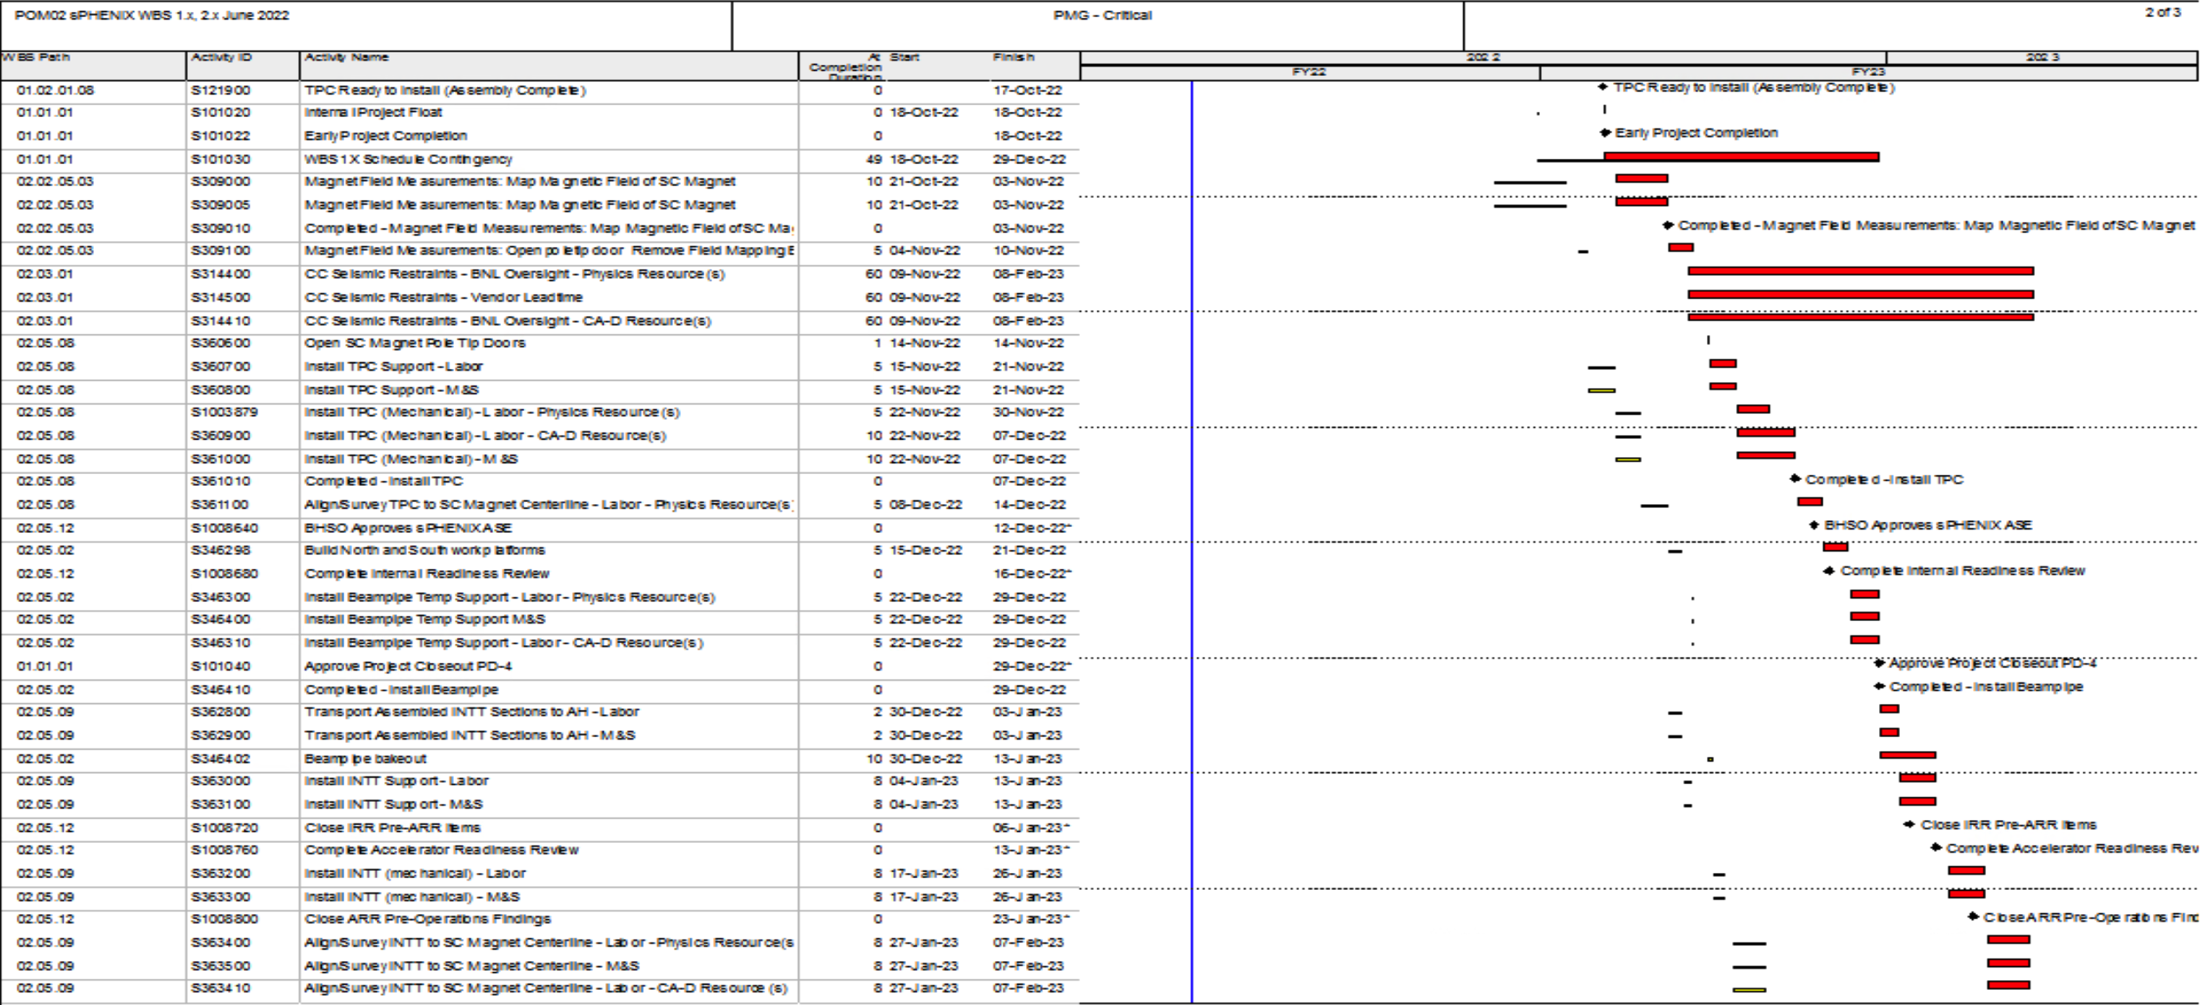 POM02 sPHENIX WBS 1.x, 2.x June 2022 PMG - Critical 2 of 3
WBS Path Activity ID Activity Name At Completion Duration Start Finish 2022 2023
FY22 FY23
01.02.01.08 S121900 TPC Ready to Install (Assembly Complete) 0 17-Oct-22 TPC Ready to Install (Assembly Complete)
01.01.01 S101020 Internal Project Float 0 18-Oct-22 18-Oct-22
01.01.01 S101022 Early Project Completion 0 18-Oct-22 Early Project Completion
01.01.01 S101030 WBS 1X Schedule Contingency 49 18-Oct-22 29-Dec-22
02.02.05.03 S309000 Magnet Field Measurements: Map Magnetic Field of SC Magnet 10 21-Oct-22 03-Nov-22
02.02.05.03 S309005 Magnet Field Measurements: Map Magnetic Field of SC Magnet 10 21-Oct-22 03-Nov-22
02.02.05.03 S309010 Completed - Magnet Field Measurements: Map Magnetic Field of SC Ma 0 03-Nov-22 Completed - Magnet Field Measurements: Map Magnetic Field of SC Magnet
02.02.05.03 S309100 Magnet Field Measurements: Open poletip door Remove Field Mapping E 5 04-Nov-22 10-Nov-22
02.03.01 S314400 CC Seismic Restraints - BNL Oversight - Physics Resource(s) 60 09-Nov-22 08-Feb-23
02.03.01 S314500 CC Seismic Restraints - Vendor Leadtime 60 09-Nov-22 08-Feb-23
02.03.01 S314410 CC Seismic Restraints - BNL Oversight - CA-D Resource(s) 60 09-Nov-22 08-Feb-23
02.05.08 S360600 Open SC Magnet Pole Tip Doors 1 14-Nov-22 14-Nov-22
02.05.08 S360700 Install TPC Support - Labor 5 15-Nov-22 21-Nov-22
02.05.08 S360800 Install TPC Support - M&S 5 15-Nov-22 21-Nov-22
02.05.08 S1003879 Install TPC (Mechanical) - Labor - Physics Resource(s) 5 22-Nov-22 30-Nov-22
02.05.08 S360900 Install TPC (Mechanical) - Labor - CA-D Resource(s) 10 22-Nov-22 07-Dec-22
02.05.08 S361000 Install TPC (Mechanical) - M&S 10 22-Nov-22 07-Dec-22
02.05.08 S361010 Completed - Install TPC 0 07-Dec-22 Completed - Install TPC
02.05.08 S361100 Align/Survey TPC to SC Magnet Centerline - Labor - Physics Resource(s 5 08-Dec-22 14-Dec-22
02.05.12 S1008640 BHSO Approves sPHENIX ASE 0 12-Dec-22* BHSO Approves sPHENIX ASE
02.05.02 S346298 Build North and South workplatforms 5 15-Dec-22 21-Dec-22
02.05.12 S1008680 Complete Internal Readiness Review 0 16-Dec-22* Complete Internal Readiness Review
02.05.02 S346300 Install Beampipe Temp Support - Labor - Physics Resource(s) 5 22-Dec-22 29-Dec-22
02.05.02 S346400 Install Beampipe Temp Support M&S 5 22-Dec-22 29-Dec-22
02.05.02 S346310 Install Beampipe Temp Support - Labor - CA-D Resource(s) 5 22-Dec-22 29-Dec-22
01.01.01 S101040 Approve Project Closeout PD-4 0 29-Dec-22* Approve Project Closeout PD-4
02.05.02 S346410 Completed - Install Beampipe 0 29-Dec-22 Completed - Install Beampipe
02.05.09 S362800 Transport Assembled INTT Sections to AH - Labor 2 30-Dec-22 03-Jan-23
02.05.09 S362900 Transport Assembled INTT Sections to AH - M&S 2 30-Dec-22 03-Jan-23
02.05.02 S346402 Beampipe bakeout 10 30-Dec-22 13-Jan-23
02.05.09 S363000 Install INTT Support - Labor 8 04-Jan-23 13-Jan-23
02.05.09 S363100 Install INTT Support - M&S 8 04-Jan-23 13-Jan-23
02.05.12 S1008720 Close IRR Pre-ARR Items 0 06-Jan-23* Close IRR Pre-ARR Items
02.05.12 S1008760 Complete Accelerator Readiness Review 0 13-Jan-23* Complete Accelerator Readiness Rev
02.05.09 S363200 Install INTT (mechanical) - Labor 8 17-Jan-23 26-Jan-23
02.05.09 S363300 Install INTT (mechanical) - M&S 8 17-Jan-23 26-Jan-23
02.05.12 S1008800 Close ARR Pre-Operations Findings 0 23-Jan-23* Close ARR Pre-Operations Find
02.05.09 S363400 Align/Survey INTT to SC Magnet Centerline - Labor - Physics Resource(s 8 27-Jan-23 07-Feb-23
02.05.09 S363500 Align/Survey INTT to SC Magnet Centerline - M&S 8 27-Jan-23 07-Feb-23
02.05.09 S363410 Align/Survey INTT to SC Magnet Centerline - Labor - CA-D Resource(s) 8 27-Jan-23 07-Feb-23